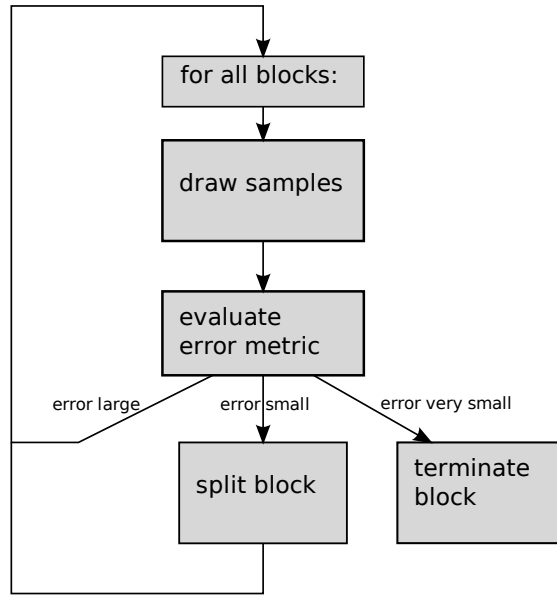 for all blocks:
draw samples
evaluate
error metric
error large
error small
error very small
split block
terminate
block